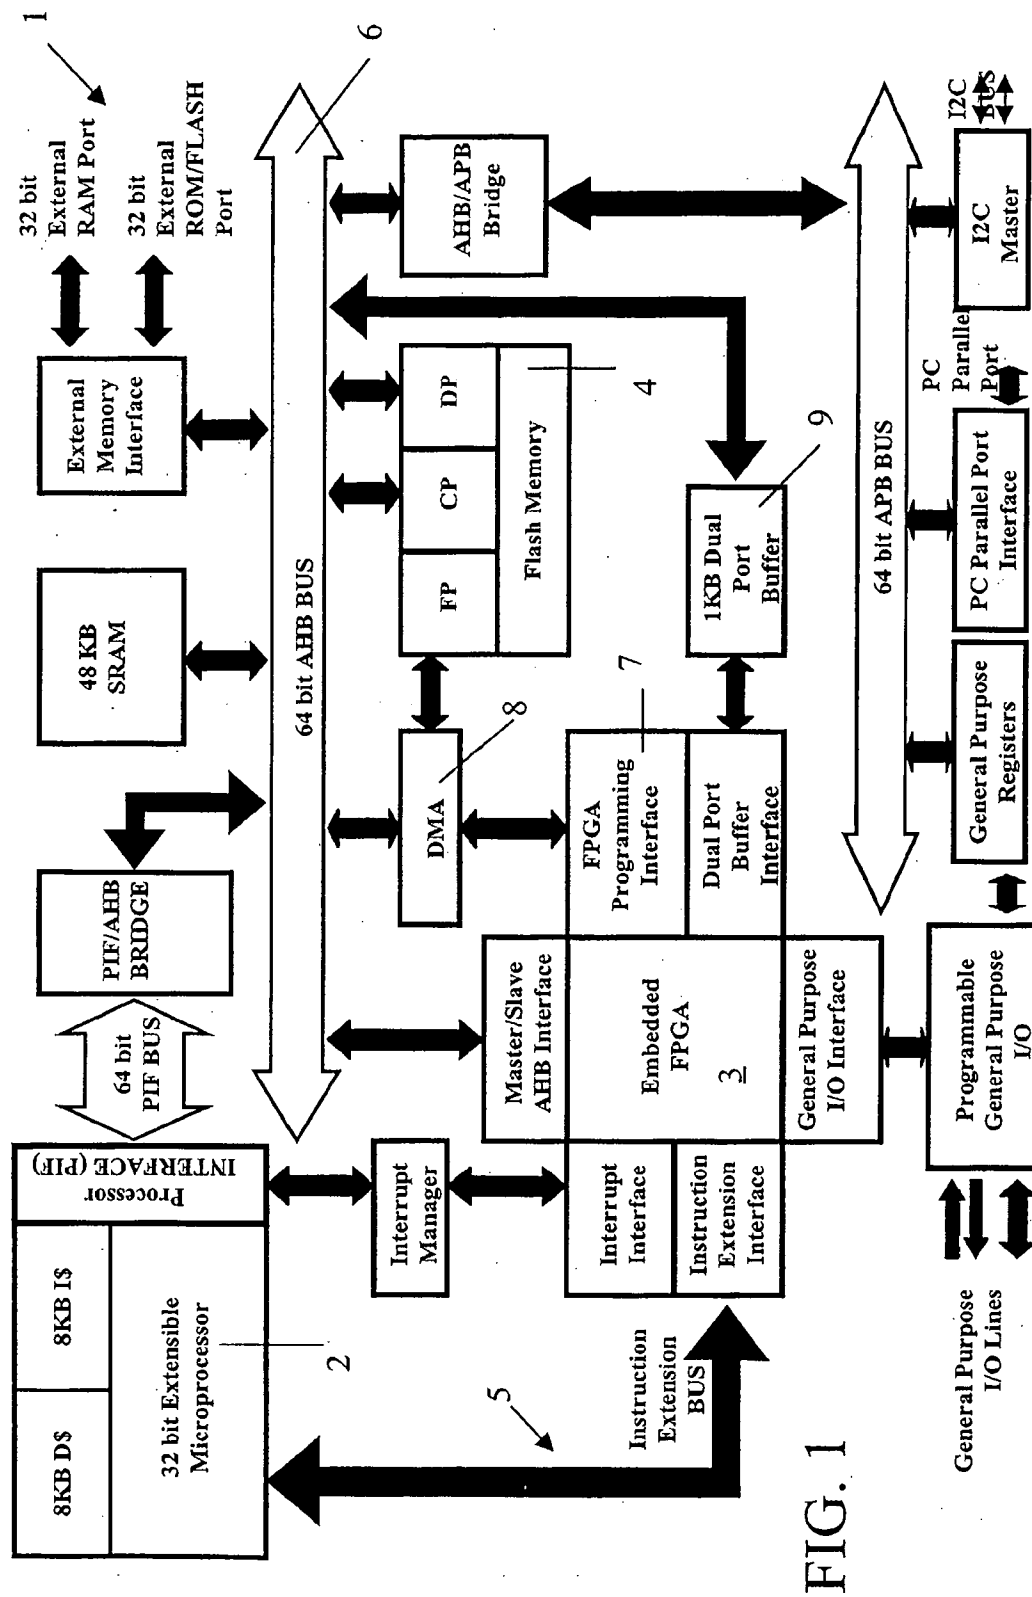 1
32 bit
External
RAM Port
32 bit
External
ROM/FLASH
Port
6
External
Memory
Interface
48 KB
SRAM
PIF/AHB
BRIDGE
64 bit
PIF BUS
Processor
INTERFACE (PIF)
8KB D$
8KB I$
32 bit Extensible
Microprocessor
2
64 bit AHB BUS
Interrupt
Manager
DMA
8
FP
CP
DP
Flash Memory
4
AHB/APB
Bridge
Master/Slave
AHB Interface
Interrupt
Interface
Instruction
Extension
Interface
Embedded
FPGA
3
FPGA
Programming
Interface
7
Dual Port
Buffer
Interface
1KB Dual
Port
Buffer
9
General Purpose
I/O Interface
5
Instruction
Extension
BUS
64 bit APB BUS
General Purpose
I/O Lines
Programmable
General Purpose
I/O
General Purpose
Registers
PC Parallel Port
Interface
PC
Parallel
Port
I2C
Master
I2C
BUS
FIG. 1